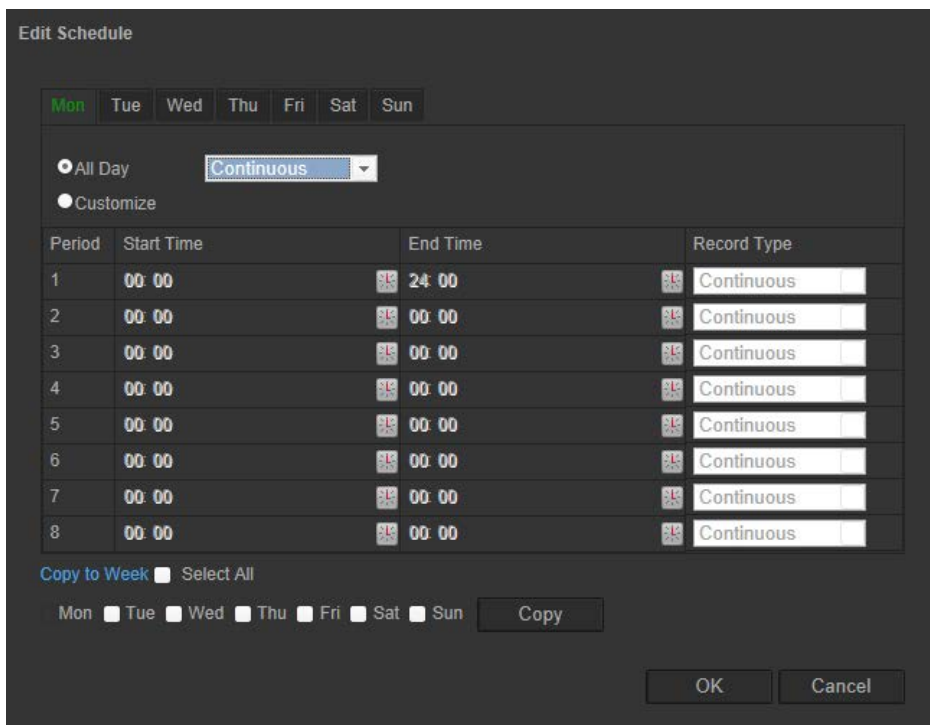 Edit Schedule
Mon Tue Wed Thu Fri Sat Sun
All Day Continuous
Customize
Period Start Time End Time Record Type
1 00: 00 24: 00 Continuous
2 00: 00 00: 00 Continuous
3 00: 00 00: 00 Continuous
4 00: 00 00: 00 Continuous
5 00: 00 00: 00 Continuous
6 00: 00 00: 00 Continuous
7 00: 00 00: 00 Continuous
8 00: 00 00: 00 Continuous
Copy to Week Select All
Mon Tue Wed Thu Fri Sat Sun Copy
OK Cancel